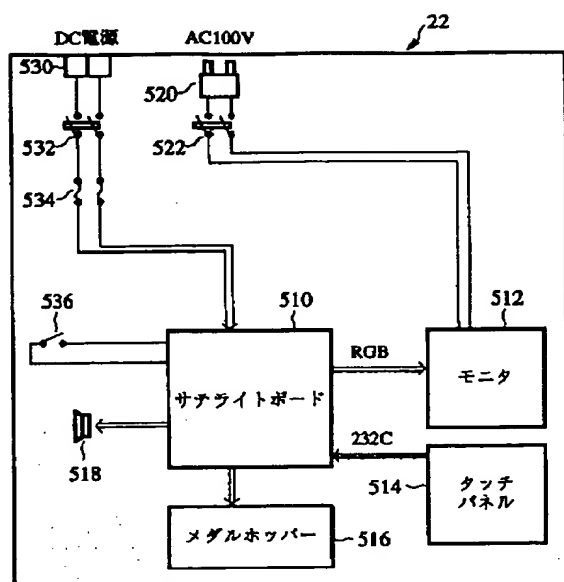 DC電源
AC100V
22
530
520
532
522
534
536
510
512
RGB
モニタ
サテライトボード
518
232C
514
タッチ
パネル
メダルホッパー
516